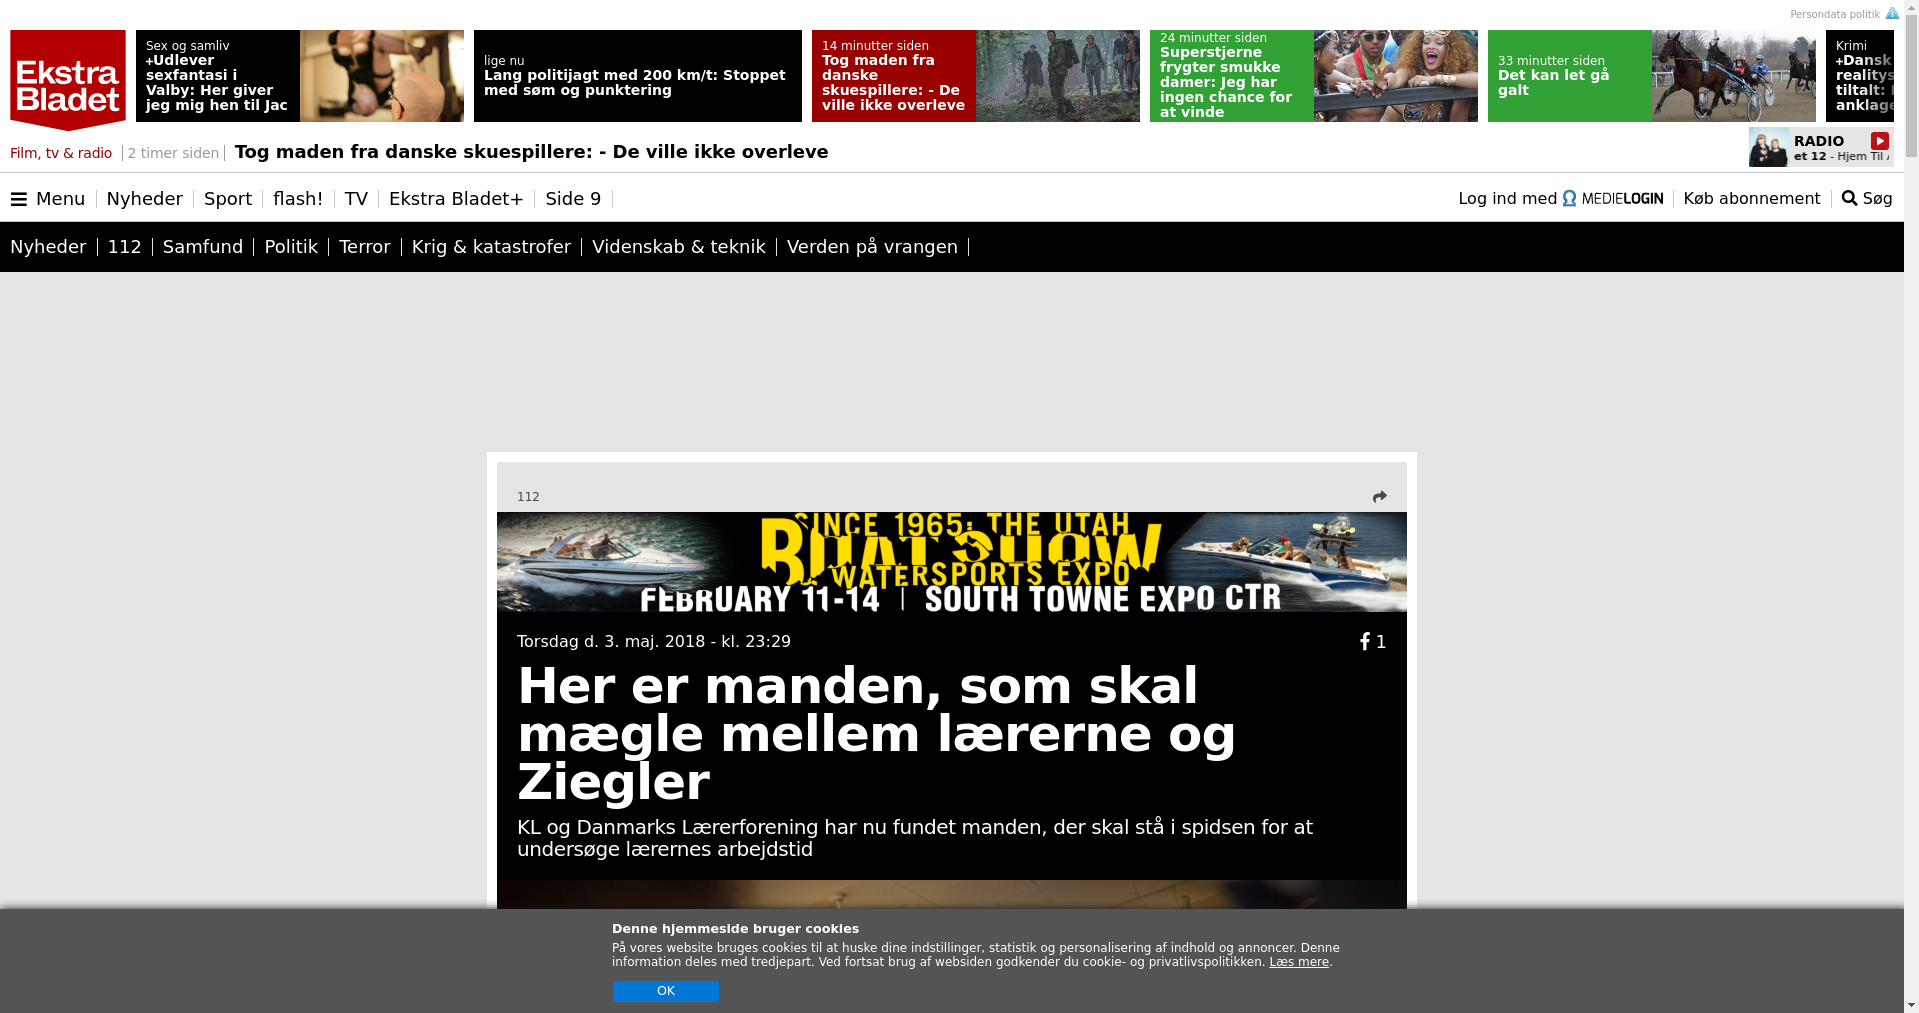 Persondata politik
Ekstra
Bladet
Sex og samliv
+Udlever
sexfantasi i
Valby: Her giver
jeg mig hen til Jac
lige nu
Lang politijagt med 200 km/t: Stoppet
med søm og punktering
14 minutter siden
Tog maden fra
danske
skuespillere: - De
ville ikke overleve
24 minutter siden
Superstjerne
frygter smukke
damer: Jeg har
ingen chance for
at vinde
33 minutter siden
Det kan let gå
galt
Krimi
+Dansk
realitys
tiltalt:
anklage
Film, tv & radio
2 timer siden
Tog maden fra danske skuespillere: - De ville ikke overleve
RADIO
et 12 - Hjem Til
Menu
Nyheder
Sport
flash!
TV
Ekstra Bladet+
Side 9
Log ind med MEDIELOGIN
Køb abonnement
Søg
Nyheder
112
Samfund
Politik
Terror
Krig & katastrofer
Videnskab & teknik
Verden på vrangen
112
SINCE 1965: THE UTAH
BOAT SHOW
& WATERSPORTS EXPO
FEBRUARY 11-14 | SOUTH TOWNE EXPO CTR
Torsdag d. 3. maj. 2018 - kl. 23:29
1
Her er manden, som skal
mægle mellem lærerne og
Ziegler
KL og Danmarks Lærerforening har nu fundet manden, der skal stå i spidsen for at
undersøge lærernes arbejdstid
Denne hjemmeside bruger cookies
På vores website bruges cookies til at huske dine indstillinger, statistik og personalisering af indhold og annoncer. Denne
information deles med tredjepart. Ved fortsat brug af websiden godkender du cookie- og privatlivspolitikken. Læs mere.
OK